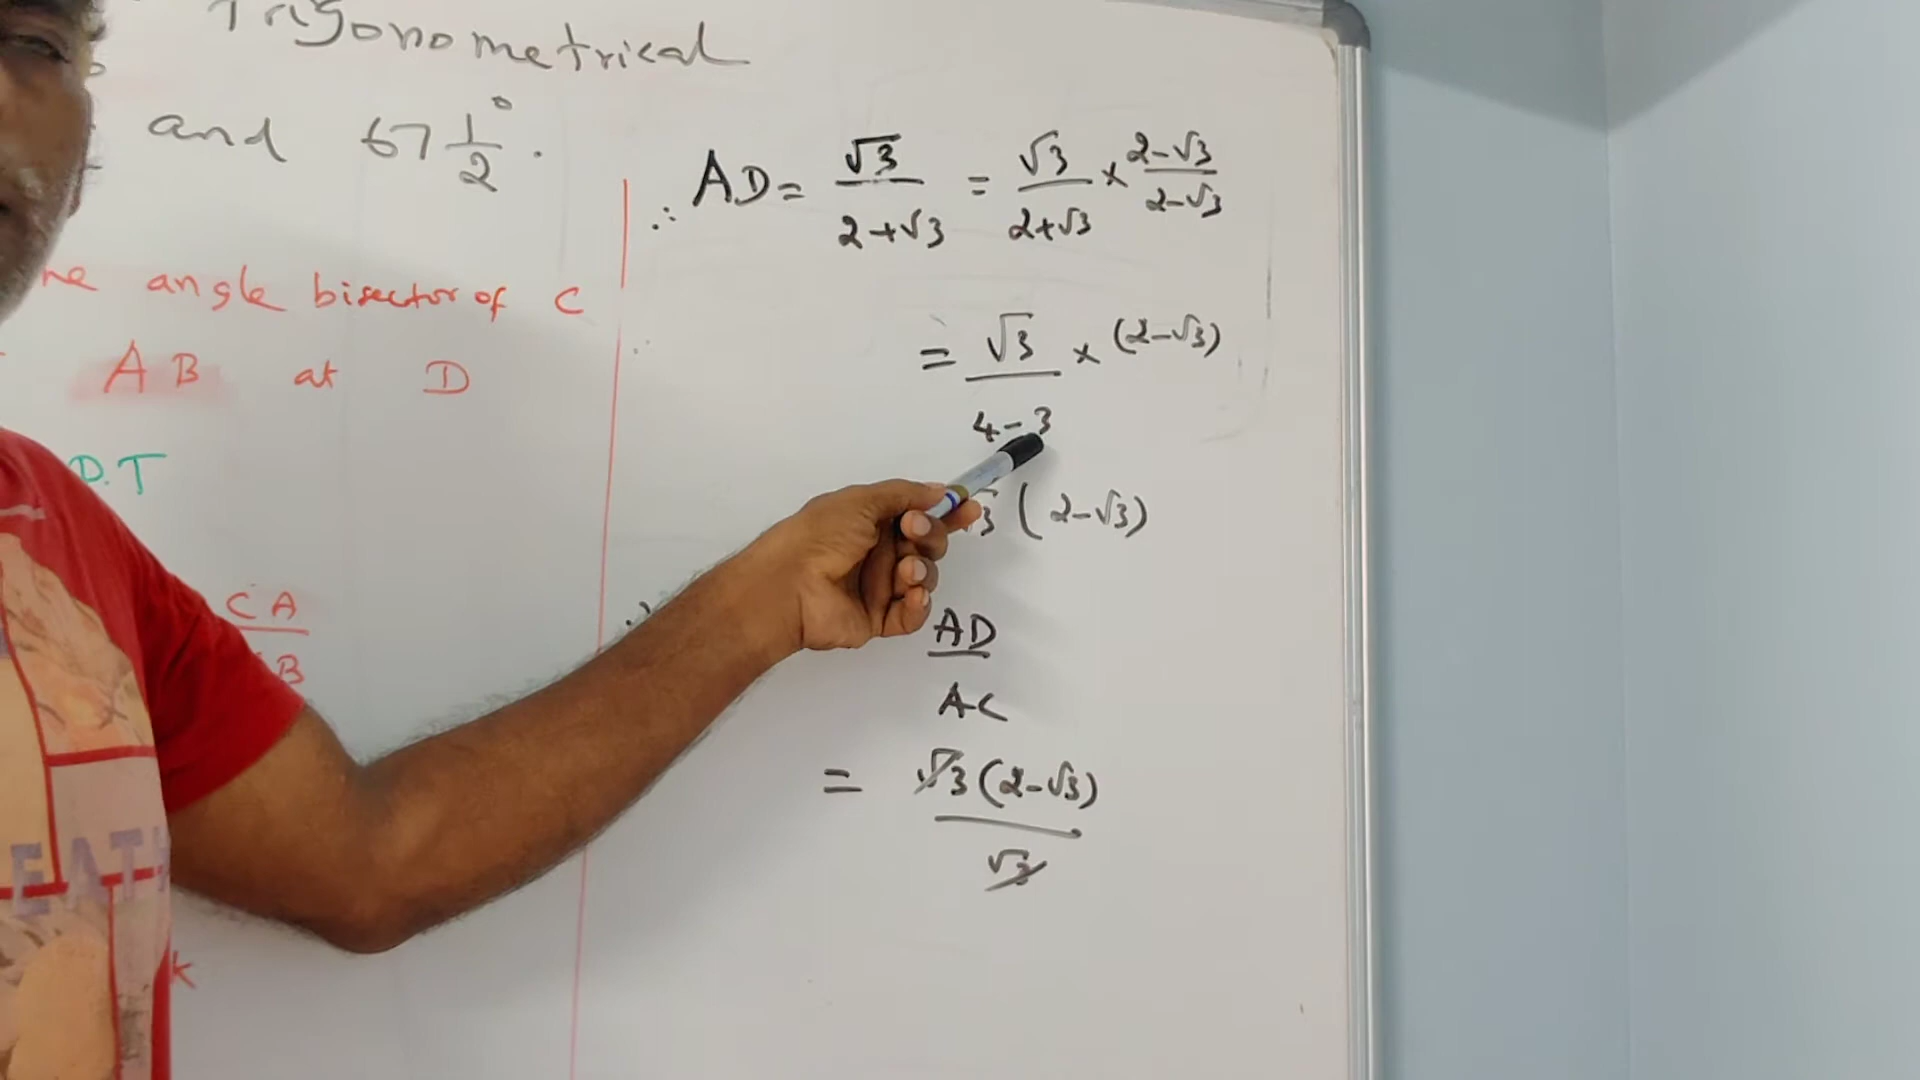 Trigonometrical
and 67 1/2°.
angle bisector of C
AB at D
D.T
CA
B
k
∴ AD = √3/(2+√3) = √3/(2+√3) × (2-√3)/(2-√3)
= √3/(4-3) × (2-√3)
√3 (2-√3)
AD/AC
= √3(2-√3)/√3
EATH